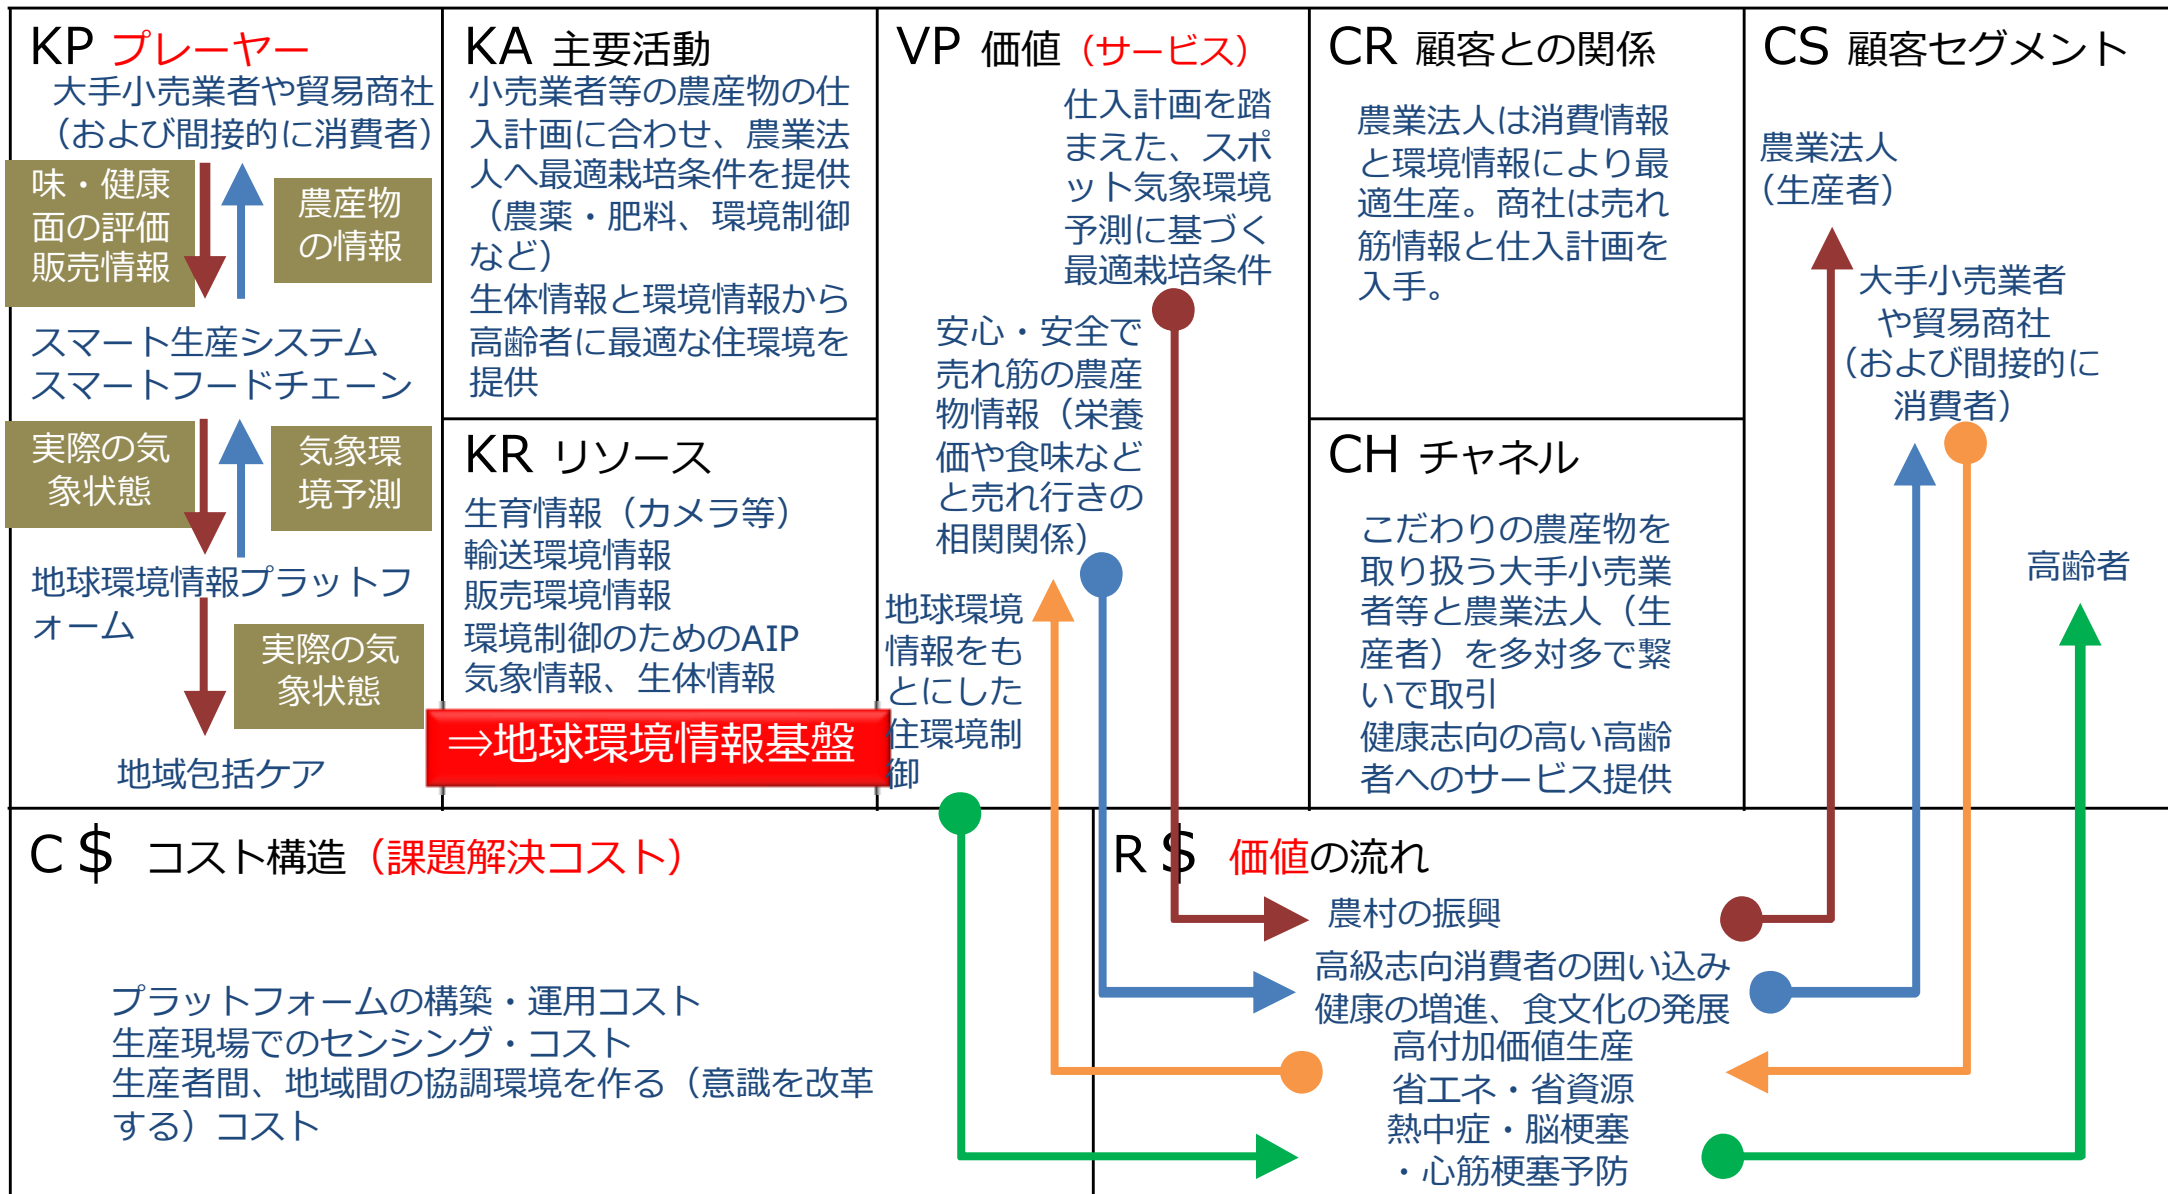 KP プレーヤー
大手小売業者や貿易商社
（および間接的に消費者）
味・健康
面の評価
販売情報
農産物
の情報
スマート生産システム
スマートフードチェーン
実際の気
象状態
気象環
境予測
地球環境情報プラットフ
ォーム
実際の気
象状態
地域包括ケア
KA 主要活動
小売業者等の農産物の仕
入計画に合わせ、農業法
人へ最適栽培条件を提供
（農薬・肥料、環境制御
など）
生体情報と環境情報から
高齢者に最適な住環境を
提供
KR リソース
生育情報（カメラ等）
輸送環境情報
販売環境情報
環境制御のためのAIP
気象情報、生体情報
⇒地球環境情報基盤
VP 価値（サービス）
仕入計画を踏
まえた、スポ
ット気象環境
予測に基づく
最適栽培条件
安心・安全で
売れ筋の農産
物情報（栄養
価や食味など
と売れ行きの
相関関係）
地球環境
情報をも
とにした
住環境制
御
CR 顧客との関係
農業法人は消費情報
と環境情報により最
適生産。商社は売れ
筋情報と仕入計画を
入手。
CH チャネル
こだわりの農産物を
取り扱う大手小売業
者等と農業法人（生
産者）を多対多で繋
いで取引
健康志向の高い高齢
者へのサービス提供
CS 顧客セグメント
農業法人
（生産者）
大手小売業者
や貿易商社
（および間接的に
消費者）
高齢者
C＄ コスト構造（課題解決コスト）
プラットフォームの構築・運用コスト
生産現場でのセンシング・コスト
生産者間、地域間の協調環境を作る（意識を改革
する）コスト
R＄ 価値の流れ
農村の振興
高級志向消費者の囲い込み
健康の増進、食文化の発展
高付加価値生産
省エネ・省資源
熱中症・脳梗塞
・心筋梗塞予防